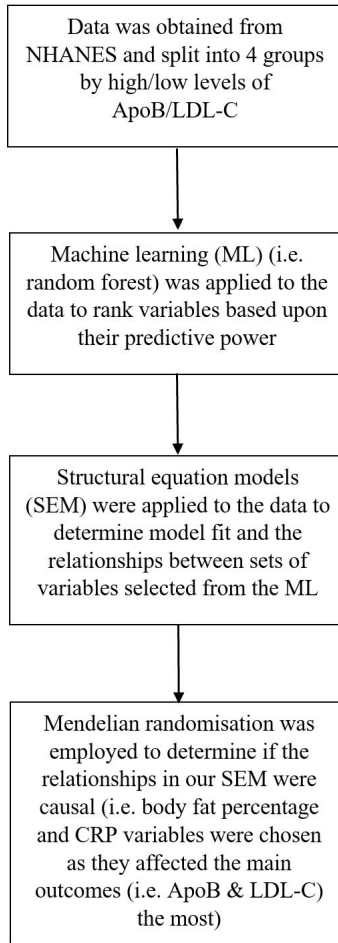 Data was obtained from
NHANES and split into 4 groups
by high/low levels of
ApoB/LDL-C
Machine learning (ML) (i.e.
random forest) was applied to the
data to rank variables based upon
their predictive power
Structural equation models
(SEM) were applied to the data to
determine model fit and the
relationships between sets of
variables selected from the ML
Mendelian randomisation was
employed to determine if the
relationships in our SEM were
causal (i.e. body fat percentage
and CRP variables were chosen
as they affected the main
outcomes (i.e. ApoB & LDL-C)
the most)